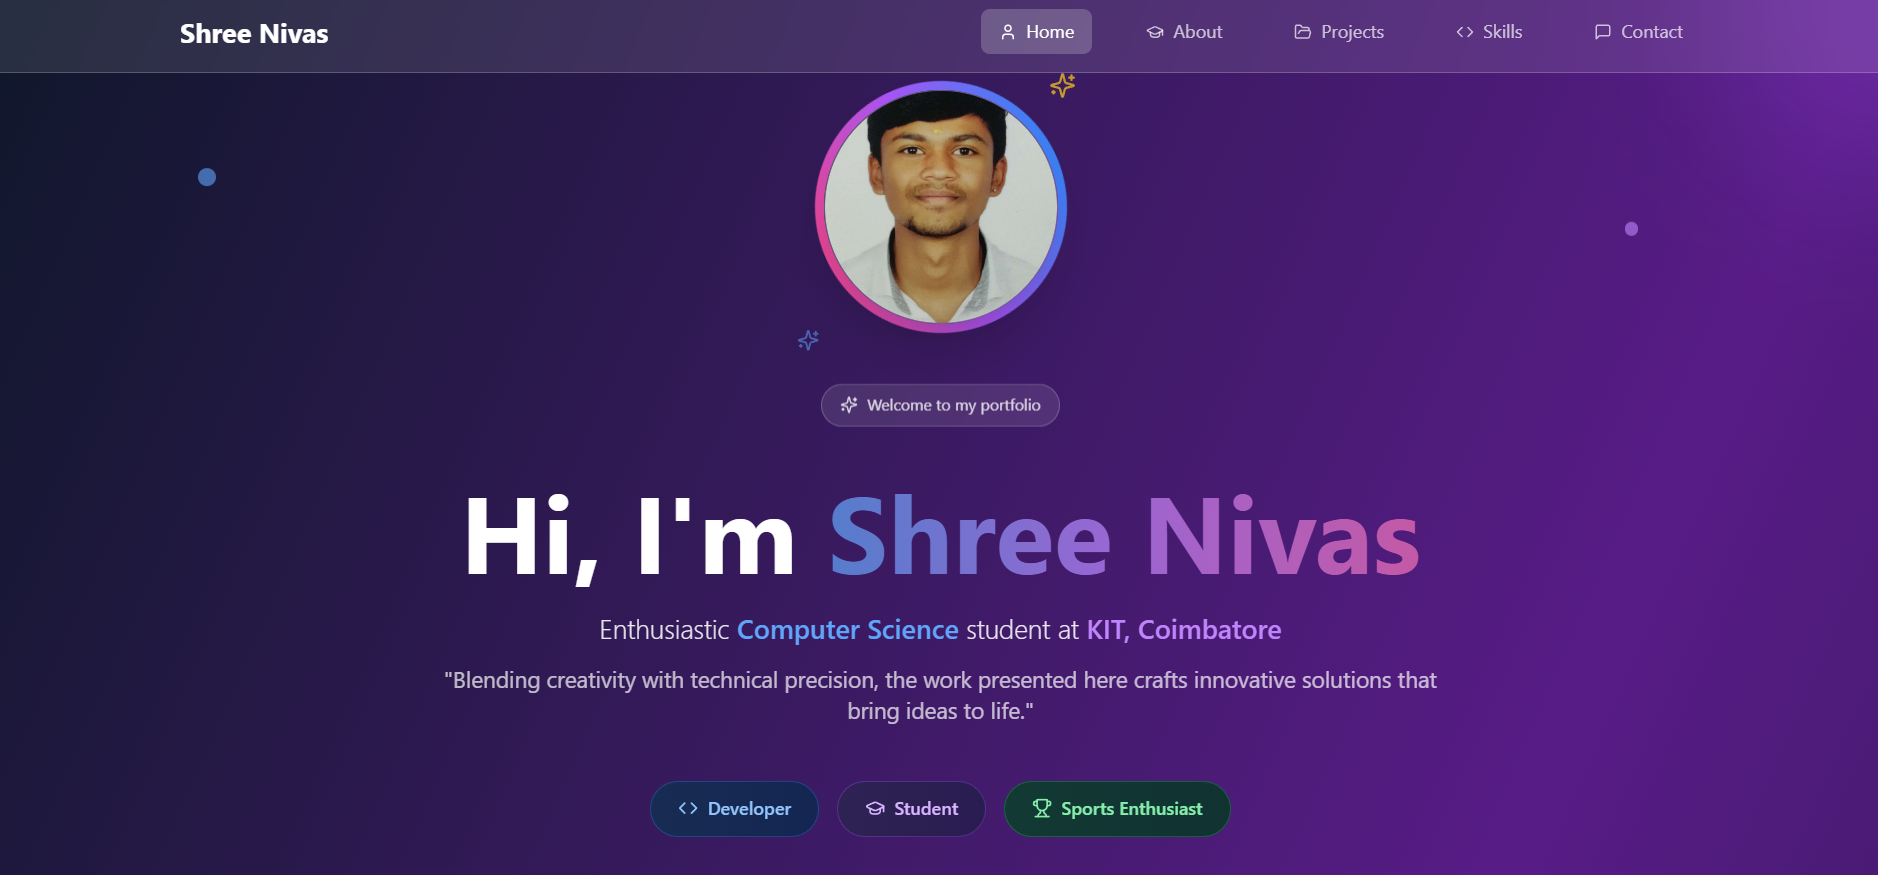 Shree Nivas
Home
About
Projects
Skills
Contact
Welcome to my portfolio
Hi, I'm Shree Nivas
Enthusiastic Computer Science student at KIT, Coimbatore
"Blending creativity with technical precision, the work presented here crafts innovative solutions that
bring ideas to life."
Developer
Student
Sports Enthusiast